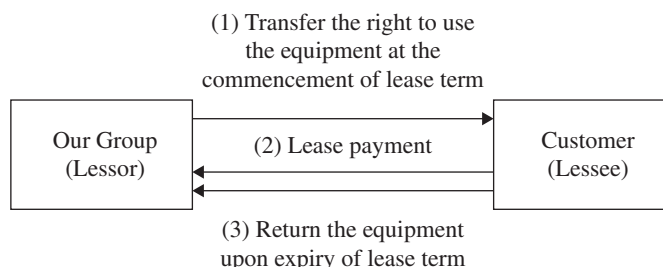 (1) Transfer the right to use
the equipment at the
commencement of lease term
Our Group
(Lessor)
(2) Lease payment
Customer
(Lessee)
(3) Return the equipment
upon expiry of lease term